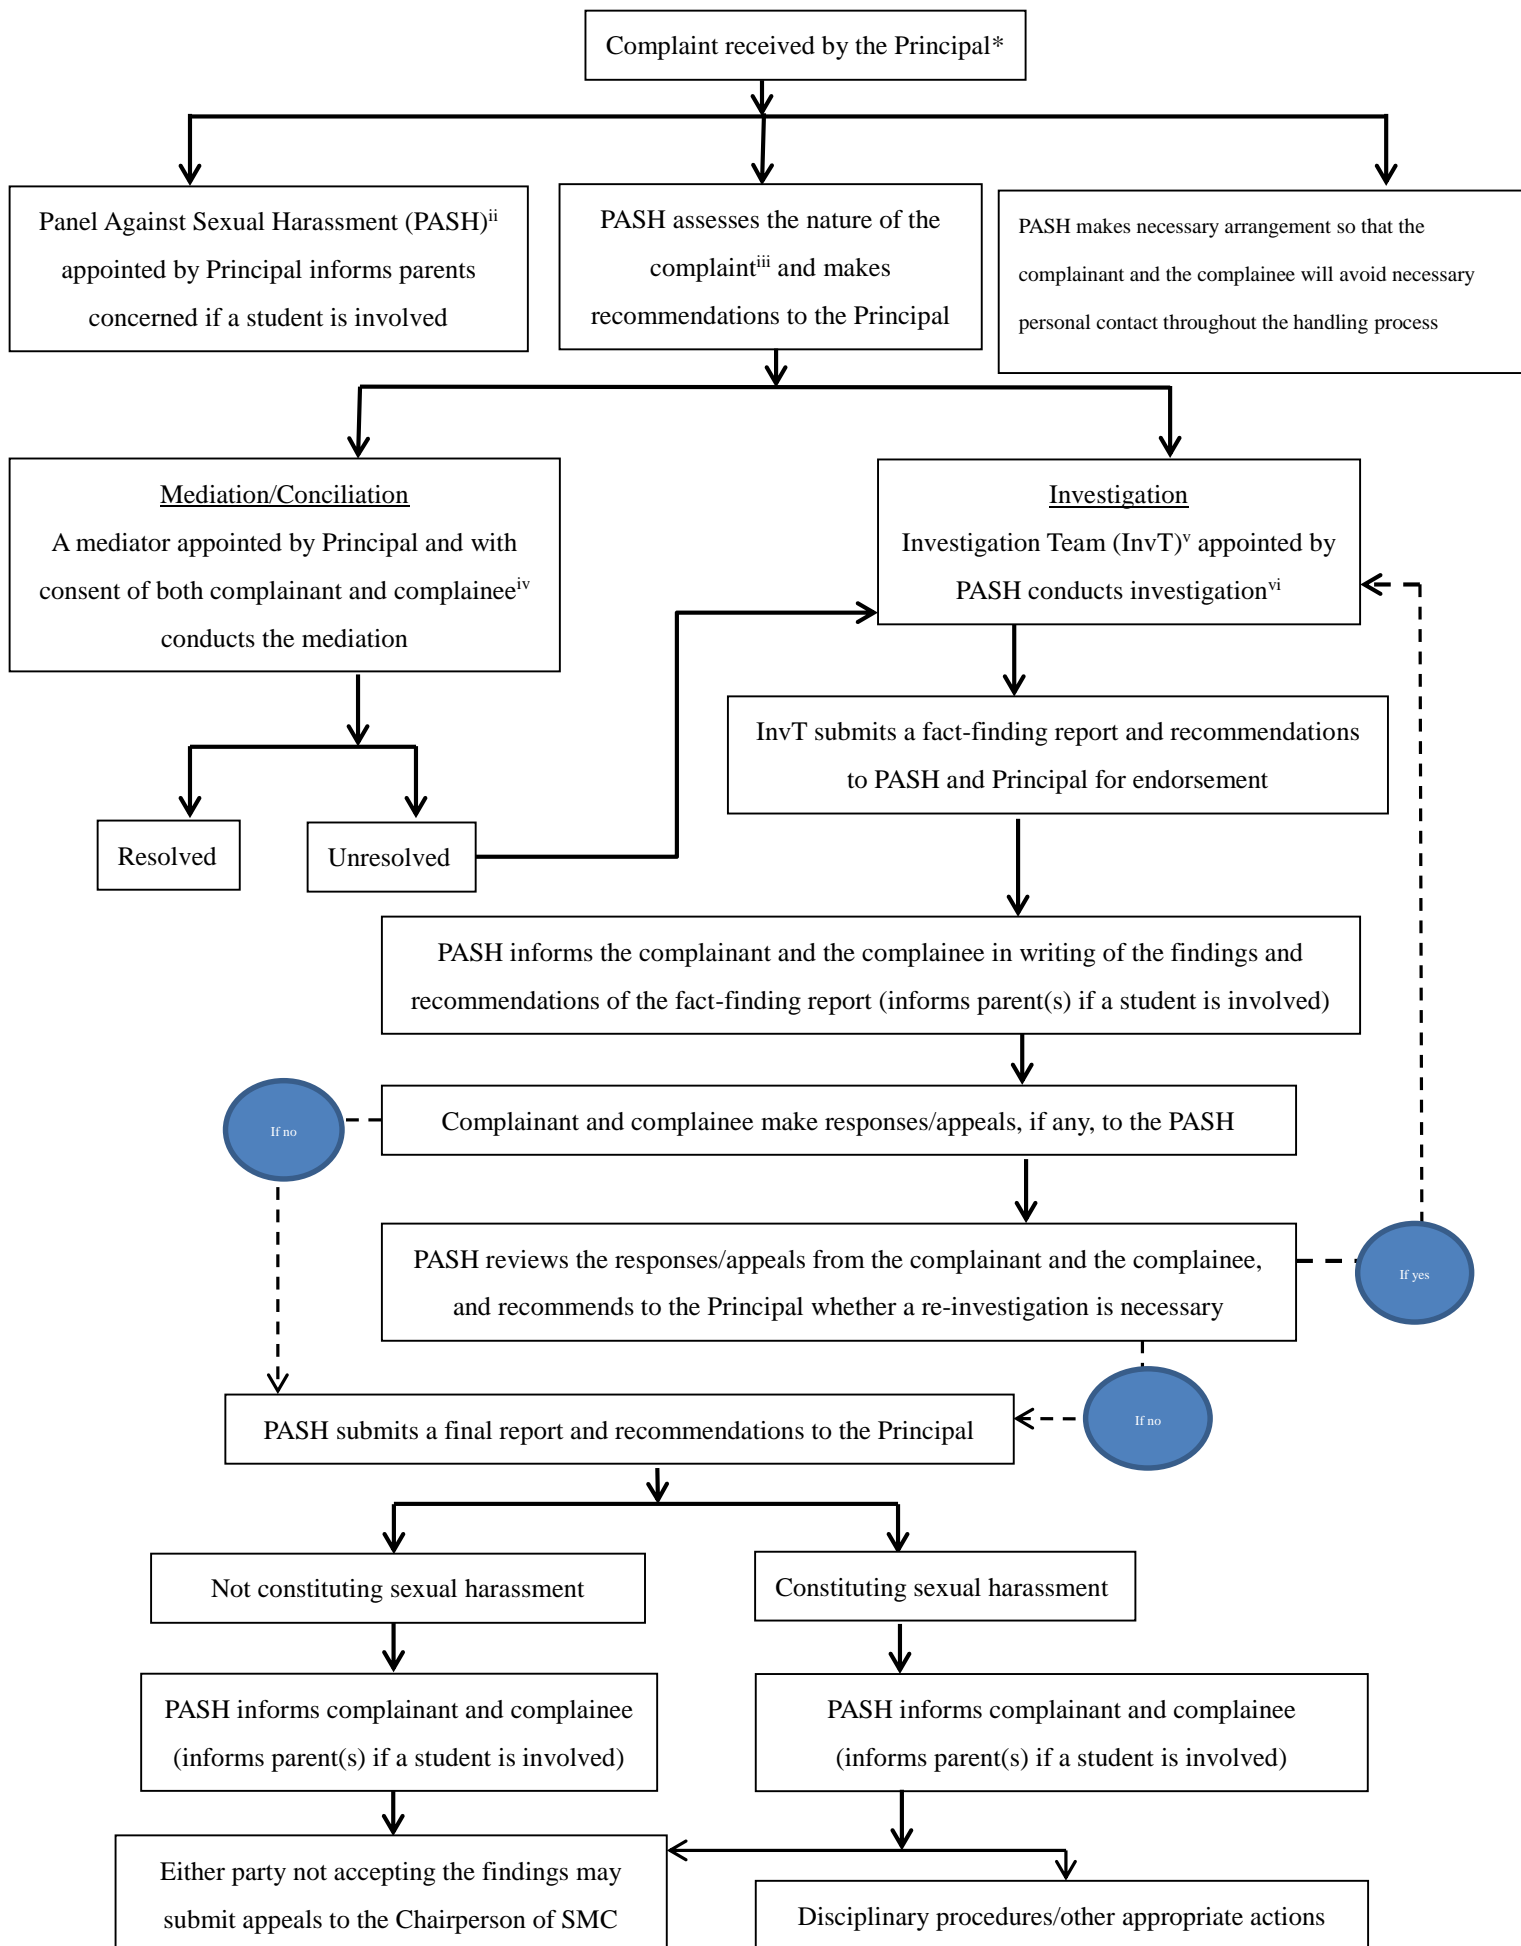 Complaint received by the Principal*
Panel Against Sexual Harassment (PASH)ii
appointed by Principal informs parents
concerned if a student is involved
PASH assesses the nature of the
complaintiii and makes
recommendations to the Principal
PASH makes necessary arrangement so that the
complainant and the complainee will avoid necessary
personal contact throughout the handling process
Mediation/Conciliation
A mediator appointed by Principal and with
consent of both complainant and complaineeiv
conducts the mediation
Investigation
Investigation Team (InvT)v appointed by
PASH conducts investigationvi
InvT submits a fact-finding report and recommendations
to PASH and Principal for endorsement
Resolved
Unresolved
PASH informs the complainant and the complainee in writing of the findings and
recommendations of the fact-finding report (informs parent(s) if a student is involved)
If no
Complainant and complainee make responses/appeals, if any, to the PASH
PASH reviews the responses/appeals from the complainant and the complainee,
and recommends to the Principal whether a re-investigation is necessary
If yes
If no
PASH submits a final report and recommendations to the Principal
Not constituting sexual harassment
Constituting sexual harassment
PASH informs complainant and complainee
(informs parent(s) if a student is involved)
PASH informs complainant and complainee
(informs parent(s) if a student is involved)
Either party not accepting the findings may
submit appeals to the Chairperson of SMC
Disciplinary procedures/other appropriate actions